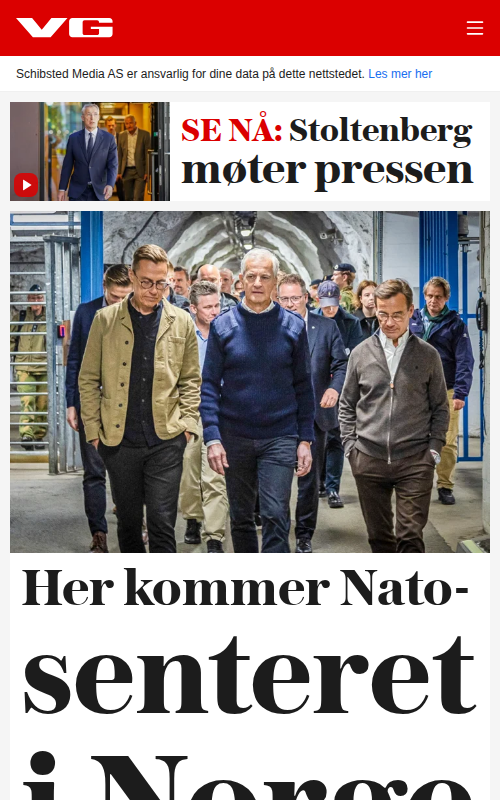 VG
Schibsted Media AS er ansvarlig for dine data på dette nettstedet. Les mer her
SE NÅ: Stoltenberg
møter pressen
Her kommer Nato-
senteret
i Norge